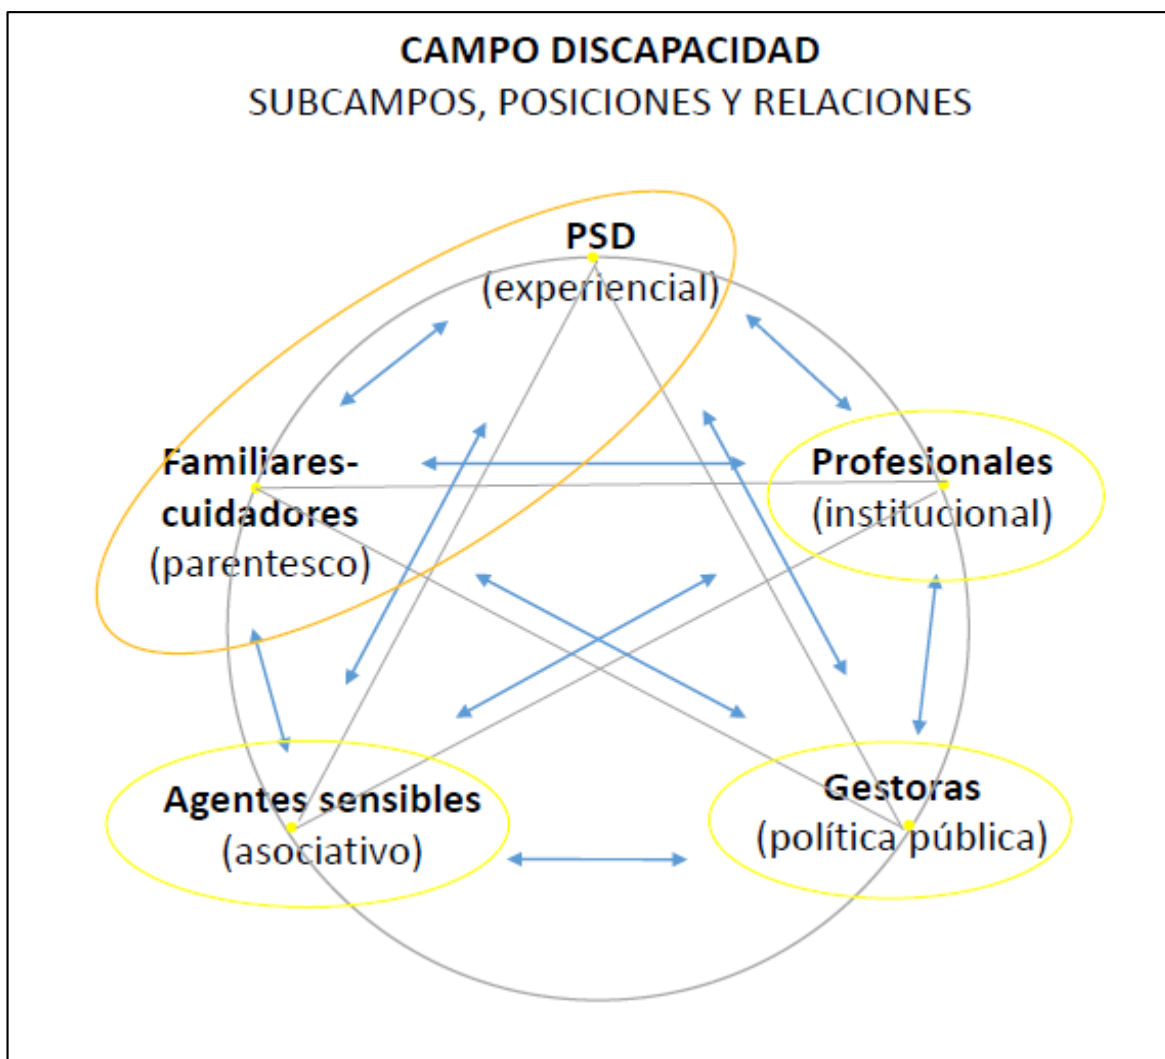 CAMPO DISCAPACIDAD
SUBCAMPOS, POSICIONES Y RELACIONES
PSD
(experiencial)
Familiares-
cuidadores
(parentesco)
Profesionales
(institucional)
Agentes sensibles
(asociativo)
Gestoras
(política pública)